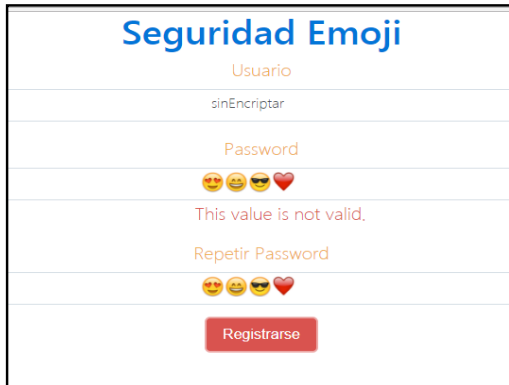 Seguridad Emoji
Usuario
sinEncriptar
Password
😍😁😎❤️
This value is not valid.
Repetir Password
😍😁😎❤️
Registrarse